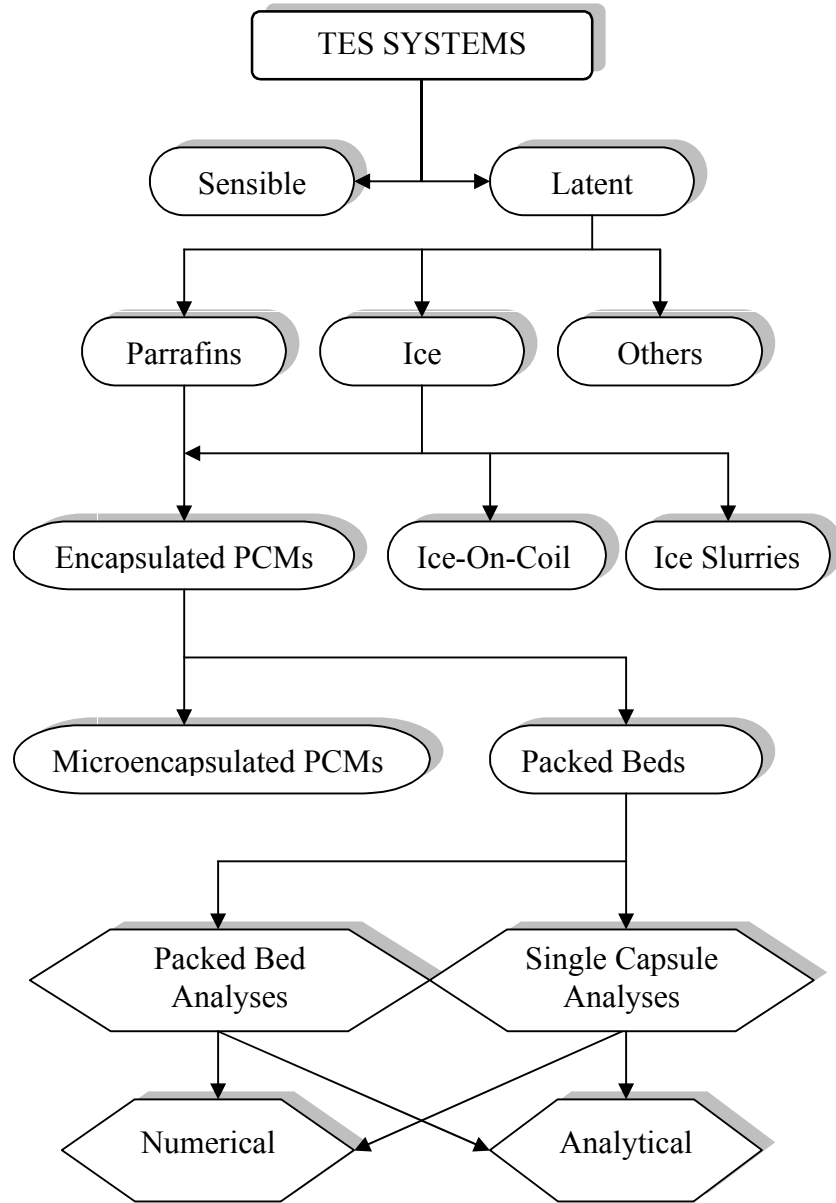 TES SYSTEMS
Sensible
Latent
Parrafins
Ice
Others
Encapsulated PCMs
Ice-On-Coil
Ice Slurries
Microencapsulated PCMs
Packed Beds
Packed Bed
Analyses
Single Capsule
Analyses
Numerical
Analytical